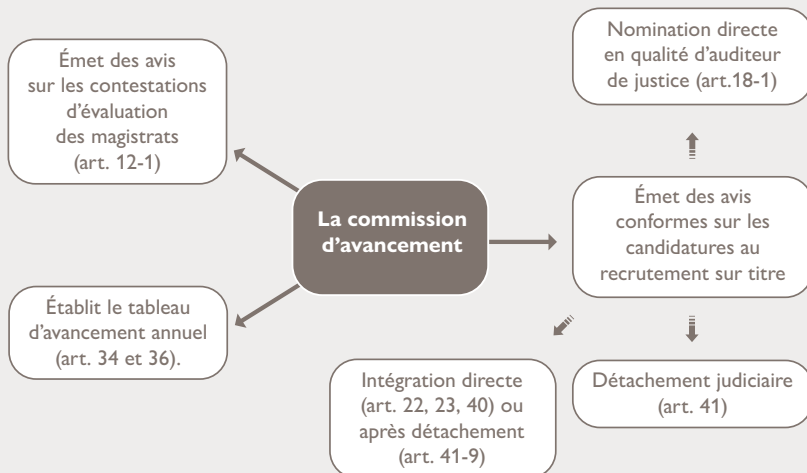 Émet des avis
sur les contestations
d'évaluation
des magistrats
(art. 12-1)
Nomination directe
en qualité d'auditeur
de justice (art.18-1)
La commission
d'avancement
Émet des avis
conformes sur les
candidatures au
recrutement sur titre
Établit le tableau
d'avancement annuel
(art. 34 et 36).
Intégration directe
(art. 22, 23, 40) ou
après détachement
(art. 41-9)
Détachement judiciaire
(art. 41)